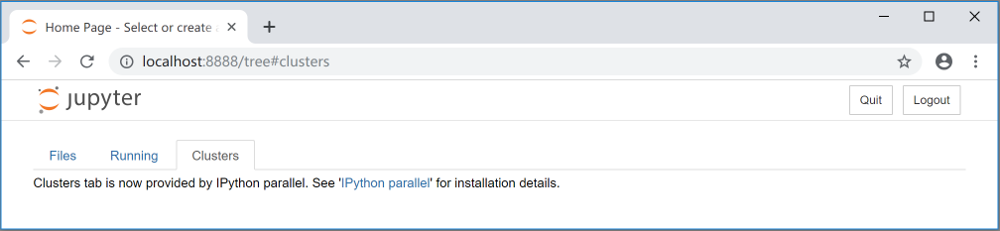 Home Page - Select or create a
localhost:8888/tree#clusters
jupyter
Quit
Logout
Files
Running
Clusters
Clusters tab is now provided by IPython parallel. See 'IPython parallel' for installation details.